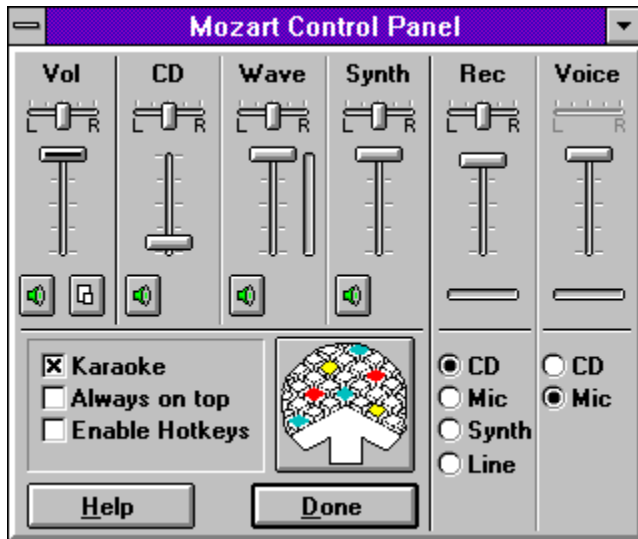 Mozart Control Panel
Vol CD Wave Synth Rec Voice
L R L R L R L R L R L R
Karaoke
Always on top
Enable Hotkeys
CD
Mic
Synth
Line
CD
Mic
Help Done